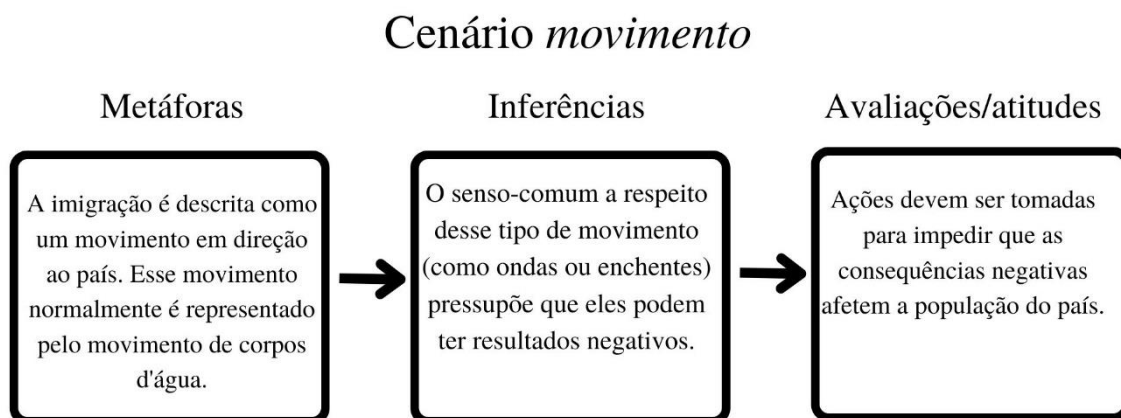 Cenário movimento
Metáforas
A imigração é descrita como
um movimento em direção
ao país. Esse movimento
normalmente é representado
pelo movimento de corpos
d'água.
Inferências
O senso-comum a respeito
desse tipo de movimento
(como ondas ou enchentes)
pressupõe que eles podem
ter resultados negativos.
Avaliações/atitudes
Ações devem ser tomadas
para impedir que as
consequências negativas
afetem a população do país.